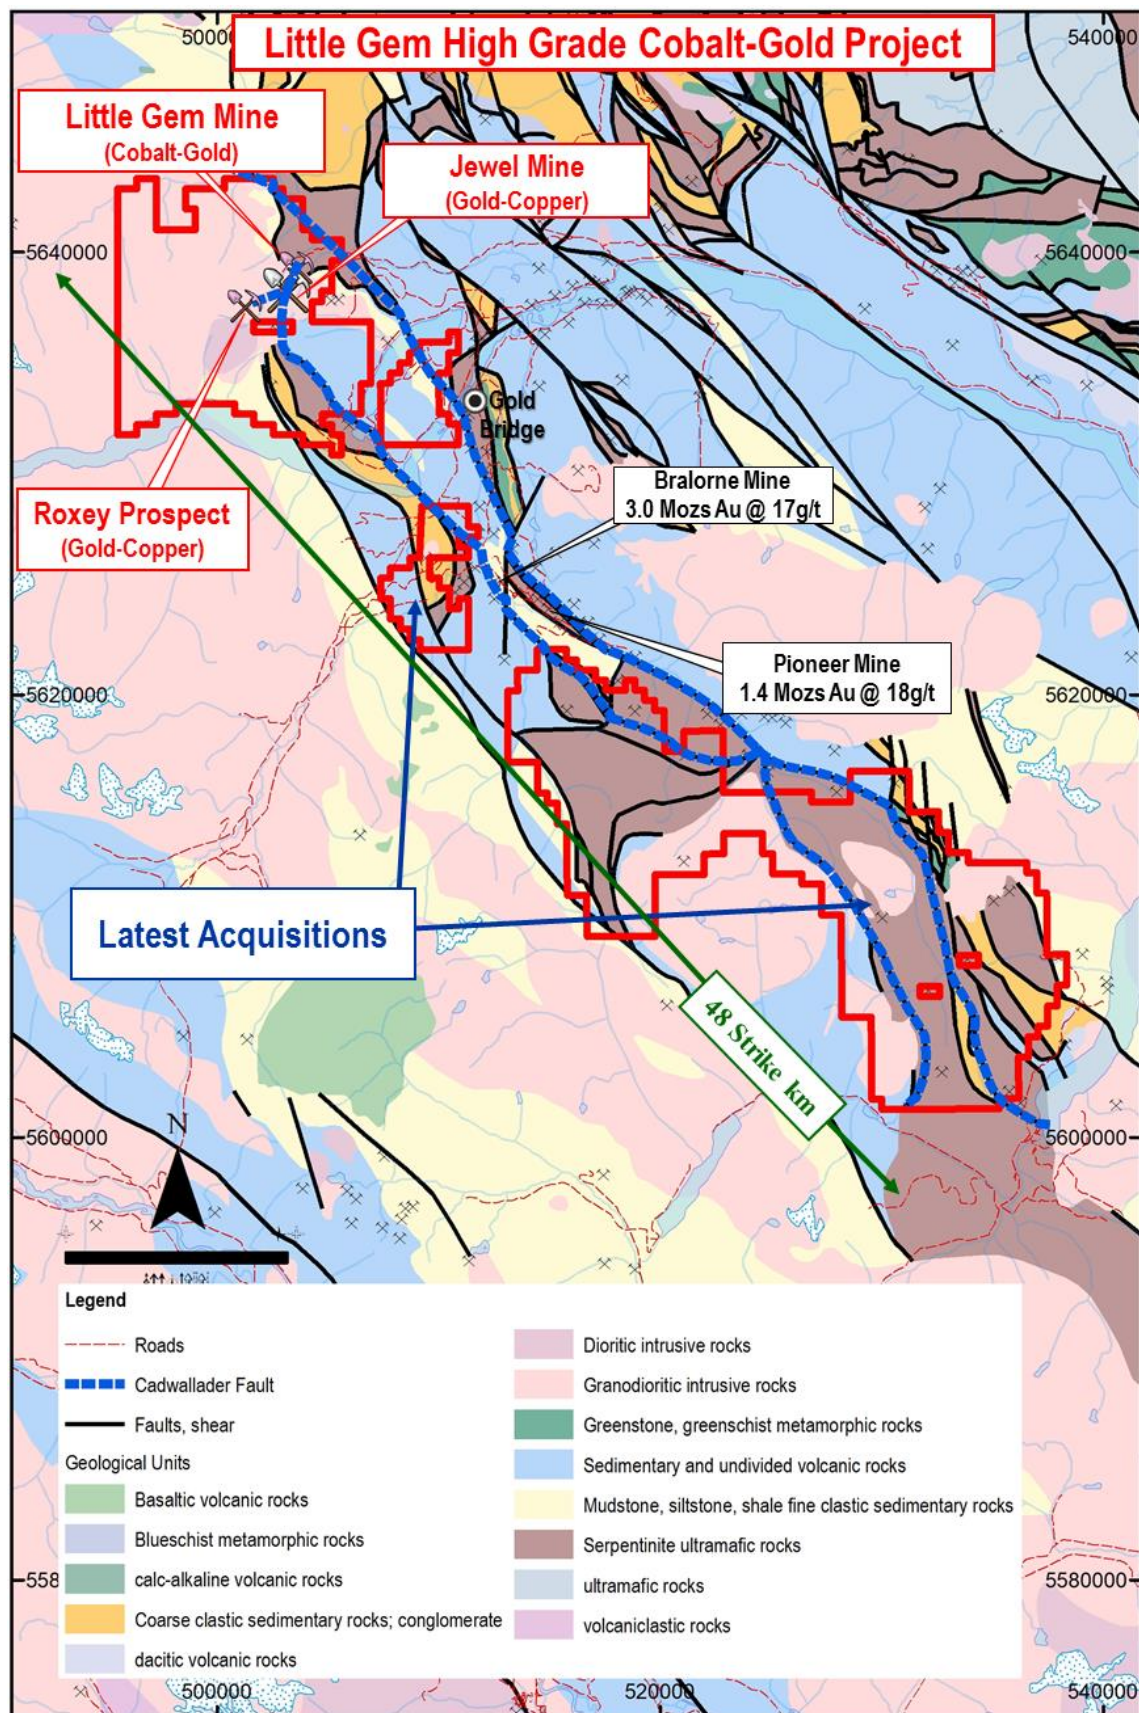 Little Gem High Grade Cobalt-Gold Project
540000
Little Gem Mine
(Cobalt-Gold)
Jewel Mine
(Gold-Copper)
5640000
5640000
Gold
Bridge
Bralorne Mine
3.0 Mozs Au @ 17g/t
Roxey Prospect
(Gold-Copper)
Pioneer Mine
1.4 Mozs Au @ 18g/t
5620000
5620000
Latest Acquisitions
48 Strike km
N
5600000
5600000
Legend
Roads
Cadwallader Fault
Faults, shear
Geological Units
Basaltic volcanic rocks
Blueschist metamorphic rocks
calc-alkaline volcanic rocks
Coarse clastic sedimentary rocks; conglomerate
dacitic volcanic rocks
Dioritic intrusive rocks
Granodioritic intrusive rocks
Greenstone, greenschist metamorphic rocks
Sedimentary and undivided volcanic rocks
Mudstone, siltstone, shale fine clastic sedimentary rocks
Serpentinite ultramafic rocks
ultramafic rocks
volcaniclastic rocks
5580000
500000
520000
540000